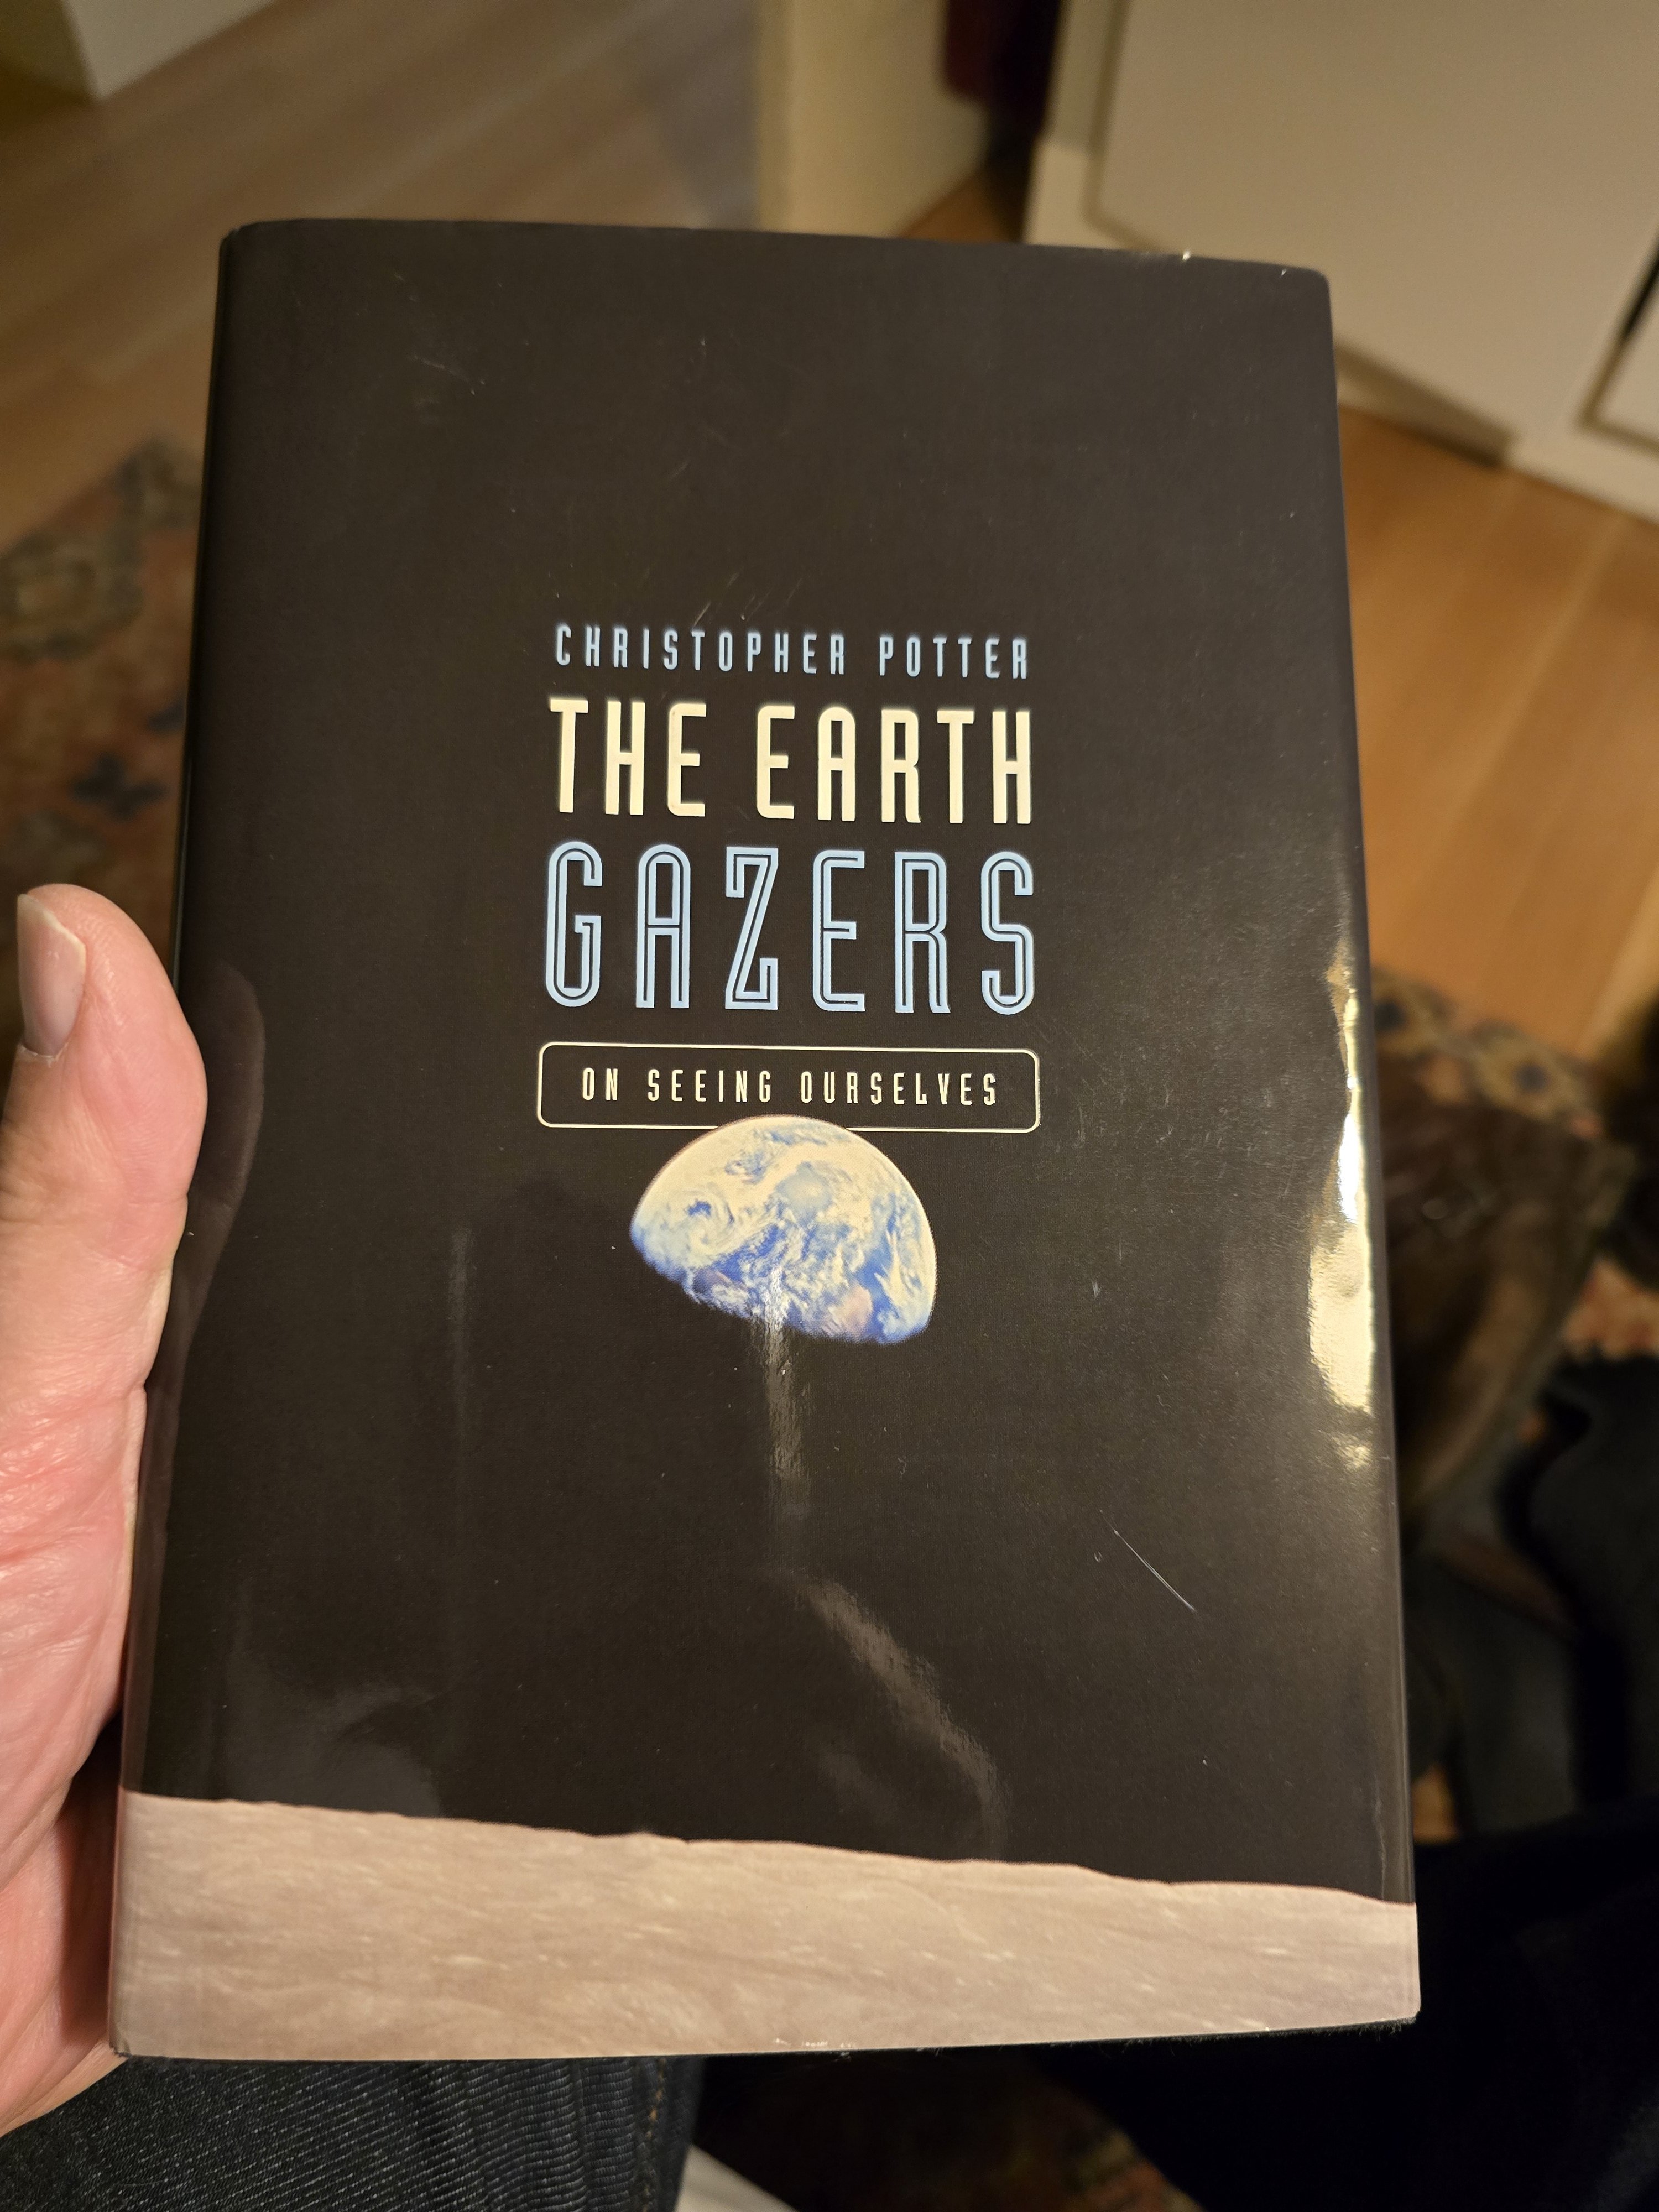 CHRISTOPHER POTTER
THE EARTH
GAZERS
ON SEEING OURSELVES